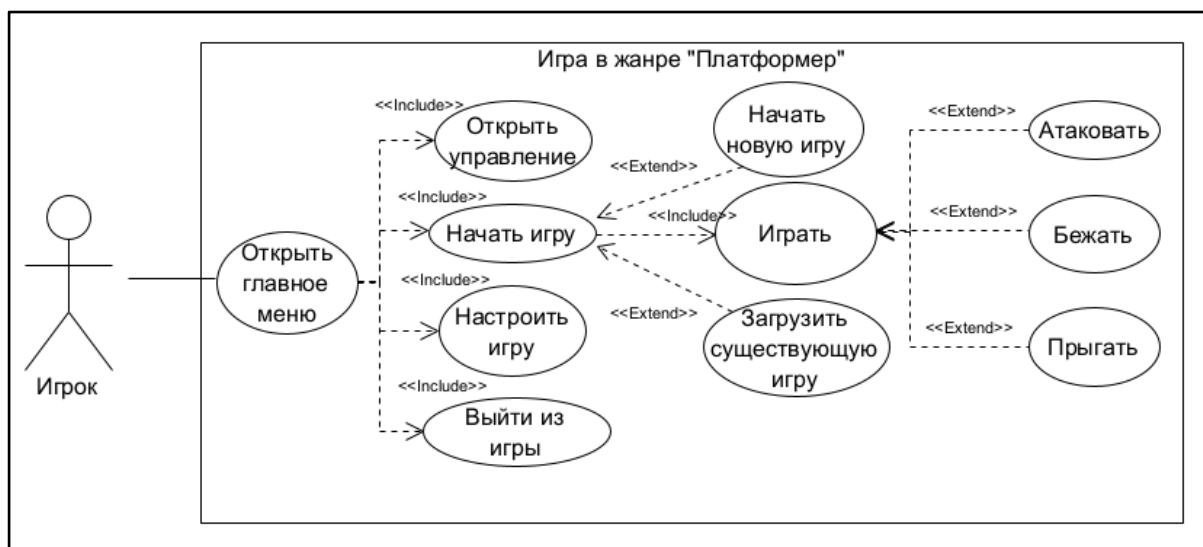 Игра в жанре "Платформер"
<<Include>>
Открыть
управление
<<Include>>
Начать игру
<<Include>>
Настроить
игру
<<Include>>
Выйти из
игры
Открыть
главное
меню
Игрок
Начать
новую игру
<<Extend>>
<<Include>>
Играть
<<Extend>>
Загрузить
существующую
игру
<<Extend>>
Атаковать
<<Extend>>
Бежать
<<Extend>>
Прыгать